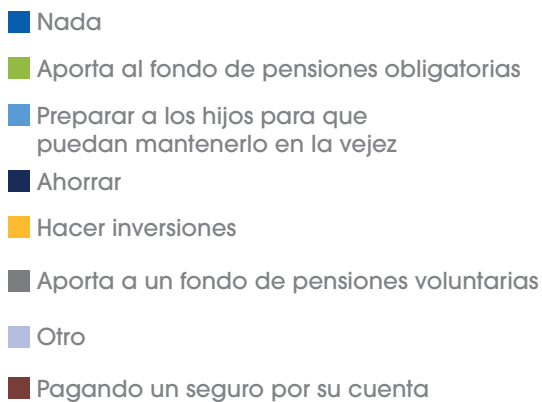 Nada
Aporta al fondo de pensiones obligatorias
Preparar a los hijos para que
puedan mantenerlo en la vejez
Ahorrar
Hacer inversiones
Aporta a un fondo de pensiones voluntarias
Otro
Pagando un seguro por su cuenta